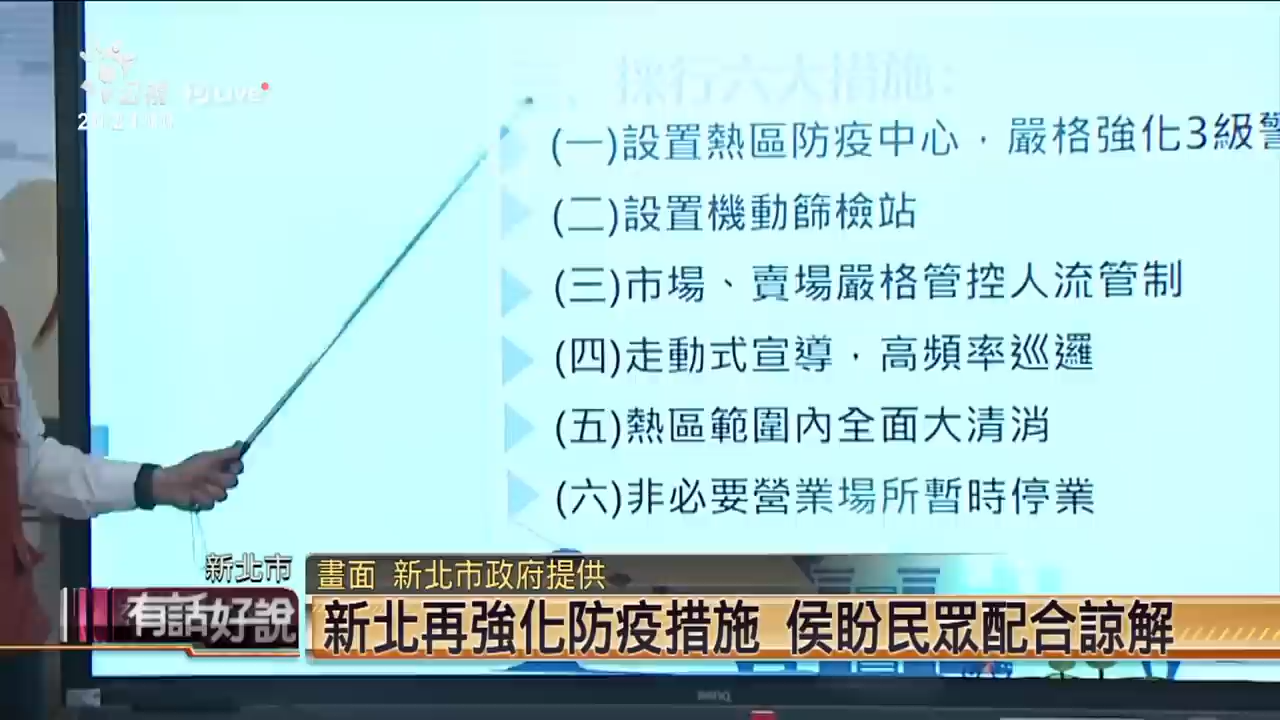 公視 Live
採行六大措施:
(一)設置熱區防疫中心，嚴格強化3級警
(二)設置機動篩檢站
(三)市場、賣場嚴格管控人流管制
(四)走動式宣導，高頻率巡邏
(五)熱區範圍內全面大清消
(六)非必要營業場所暫時停業
新北市
畫面 新北市政府提供
有話好說
新北再強化防疫措施 侯盼民眾配合諒解
BenQ